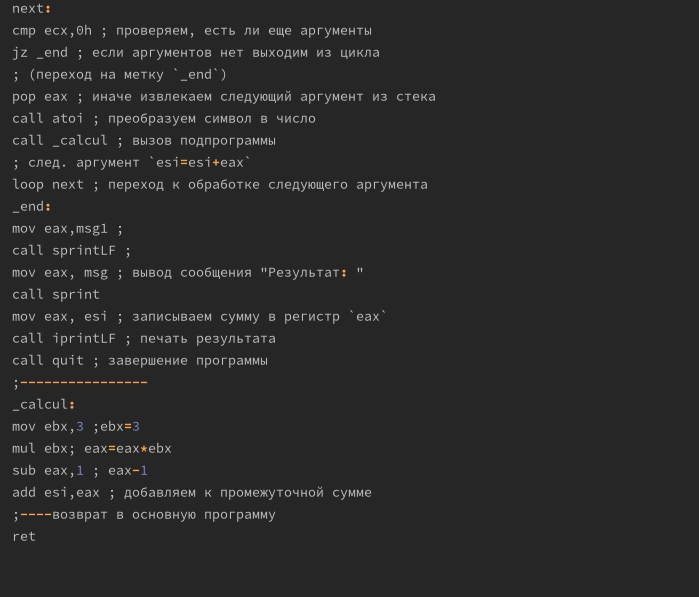 next:
cmp ecx,0h ; проверяем, есть ли еще аргументы
jz _end ; если аргументов нет выходим из цикла
; (переход на метку `_end`)
pop eax ; иначе извлекаем следующий аргумент из стека
call atoi ; преобразуем символ в число
call _calcul ; вызов подпрограммы
; след. аргумент `esi=esi+eax`
loop next ; переход к обработке следующего аргумента
_end:
mov eax,msg1 ;
call sprintLF ;
mov eax, msg ; вывод сообщения "Результат: "
call sprint
mov eax, esi ; записываем сумму в регистр `eax`
call iprintLF ; печать результата
call quit ; завершение программы
;----------------
_calcul:
mov ebx,3 ;ebx=3
mul ebx; eax=eax*ebx
sub eax,1 ; eax-1
add esi,eax ; добавляем к промежуточной сумме
;----возврат в основную программу
ret